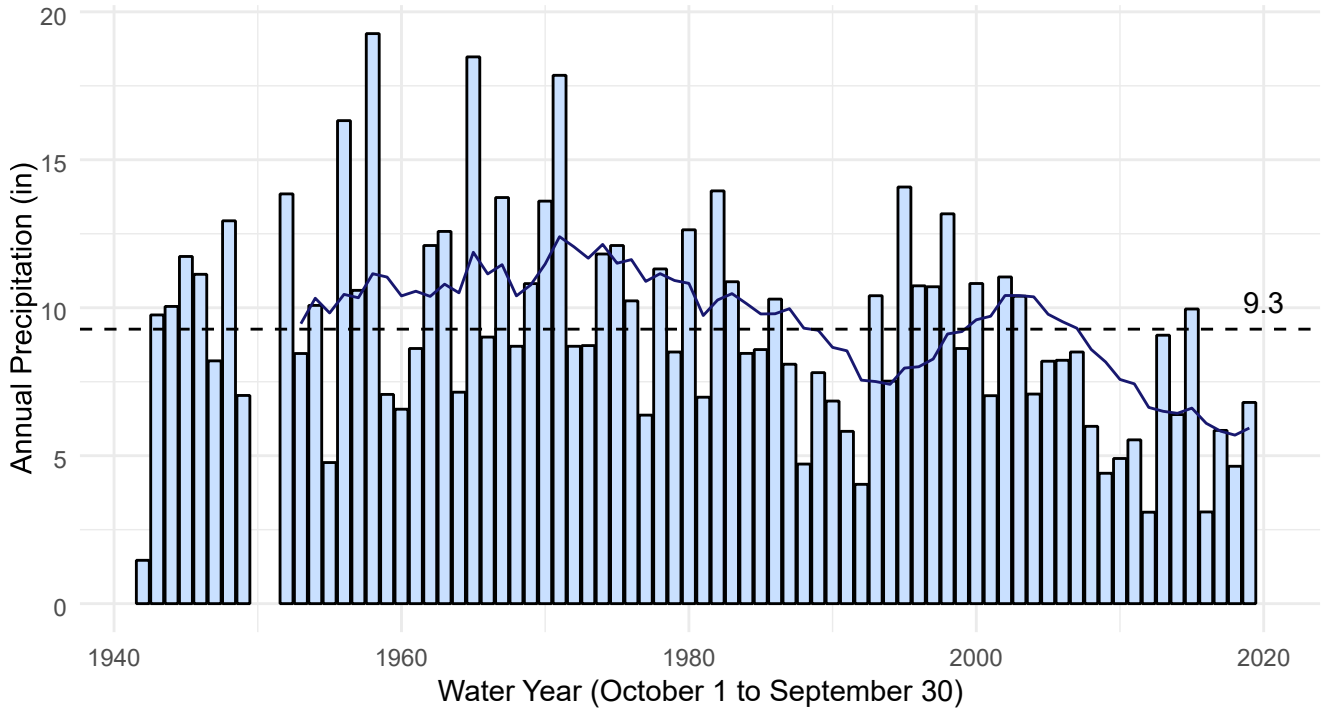 20
15
10
5
0
Annual Precipitation (in)
9.3
1940 1960 1980 2000 2020
Water Year (October 1 to September 30)